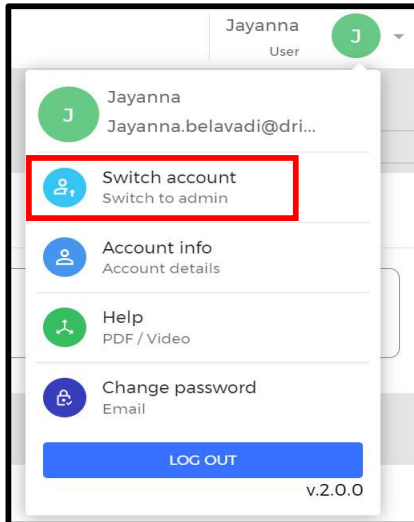 Jayanna
User
J
J
Jayanna
Jayanna.belavadi@dri...
Switch account
Switch to admin
Account info
Account details
Help
PDF / Video
Change password
Email
LOG OUT
v.2.0.0